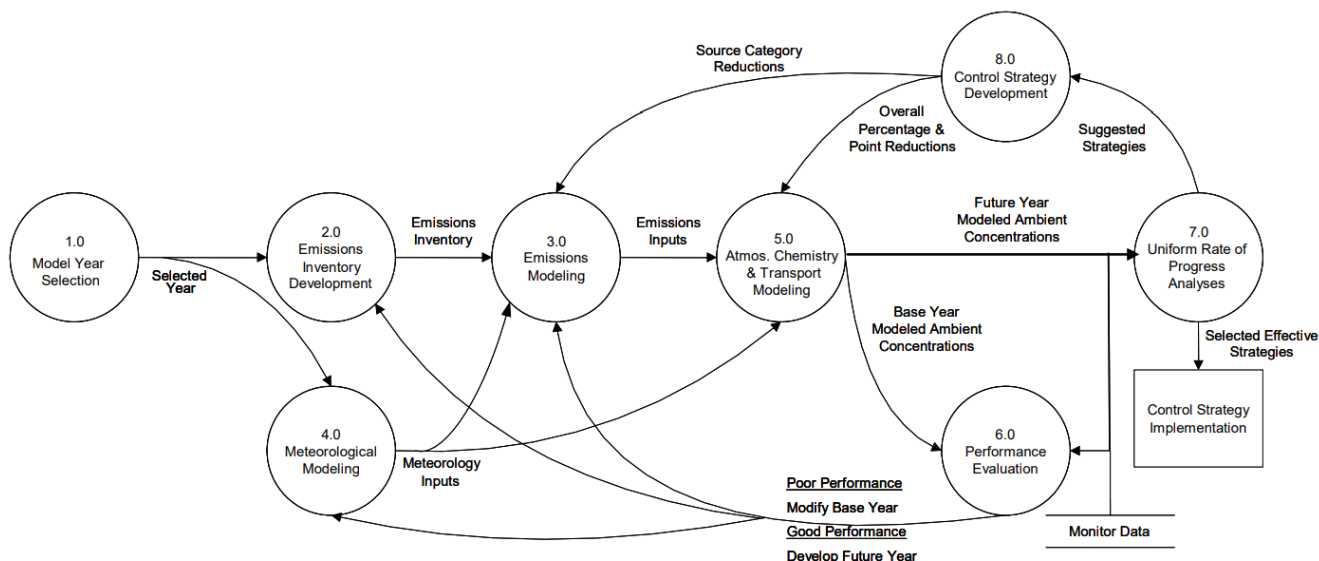 Source Category
Reductions
8.0
Control Strategy
Development
Overall
Percentage &
Point Reductions
Suggested
Strategies
1.0
Model Year
Selection
Selected
Year
2.0
Emissions
Inventory
Development
Emissions
Inventory
3.0
Emissions
Modeling
Emissions
Inputs
5.0
Atmos. Chemistry
& Transport
Modeling
Future Year
Modeled Ambient
Concentrations
7.0
Uniform Rate of
Progress
Analyses
Base Year
Modeled Ambient
Concentrations
Selected Effective
Strategies
Control Strategy
Implementation
4.0
Meteorological
Modeling
Meteorology
Inputs
6.0
Performance
Evaluation
Poor Performance
Modify Base Year
Good Performance
Develop Future Year
Monitor Data